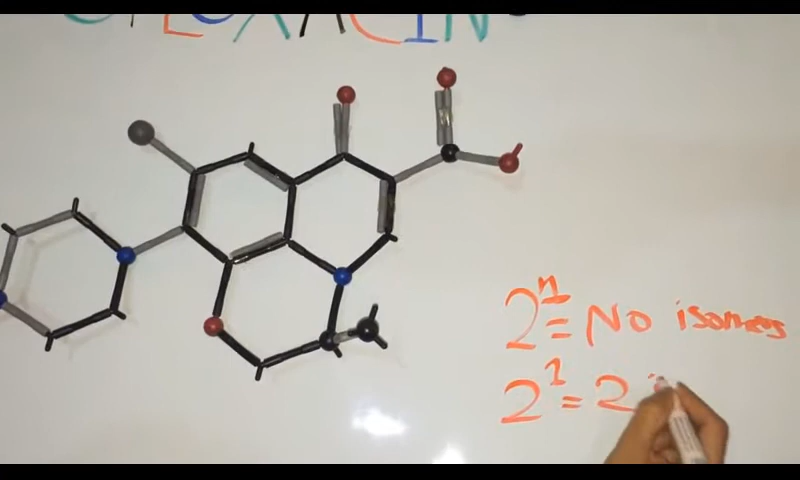 2ⁿ = No isomers
2¹ = 2